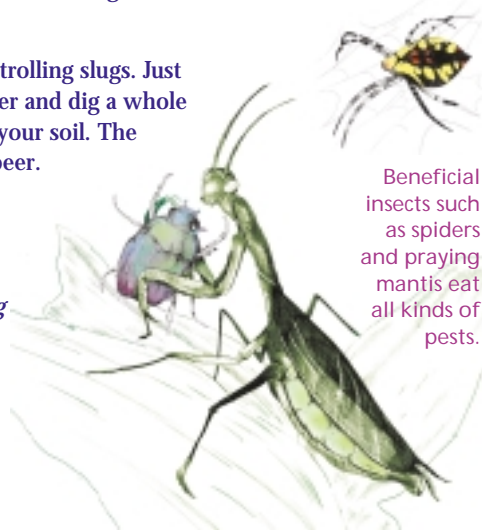 trolling slugs. Just
er and dig a whole
your soil. The
beer.
g
Beneficial
insects such
as spiders
and praying
mantis eat
all kinds of
pests.